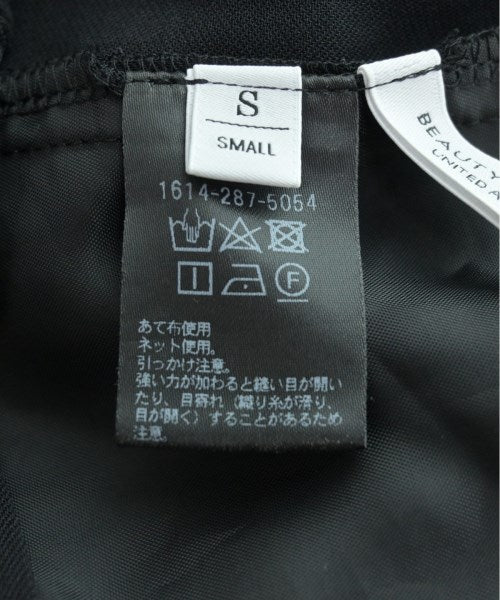 S
SMALL
BEAUTY
UNITED A
1614-287-5054
F
あて布使用
ネット使用。
引っかけ注意。
強い力が加わると縫い目が開い
たり、目寄れ（織り糸が滑り、
目が開く）することがあるため
注意。